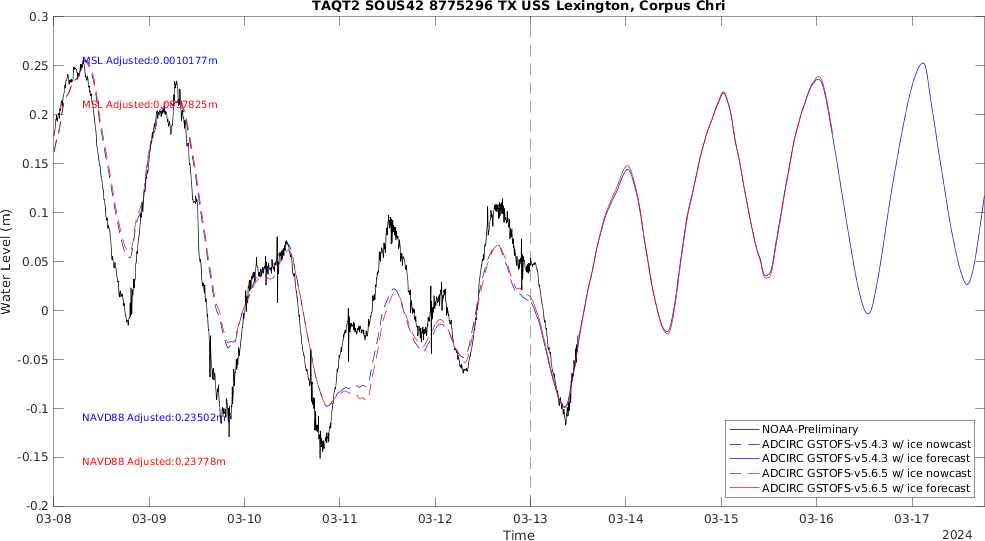 TAQT2 SOUS42 8775296 TX USS Lexington, Corpus Chri
0.3
0.25
0.2
0.15
0.1
0.05
0
-0.05
-0.1
-0.15
-0.2
Water Level (m)
MSL Adjusted:0.0010177m
NAVD88 Adjusted:0.23502m
NAVD88 Adjusted:0.23778m
NOAA-Preliminary
ADCIRC GSTOFS-v5.4.3 w/ ice nowcast
ADCIRC GSTOFS-v5.4.3 w/ ice forecast
ADCIRC GSTOFS-v5.6.5 w/ ice nowcast
ADCIRC GSTOFS-v5.6.5 w/ ice forecast
03-08 03-09 03-10 03-11 03-12 03-13 03-14 03-15 03-16 03-17
Time
2024